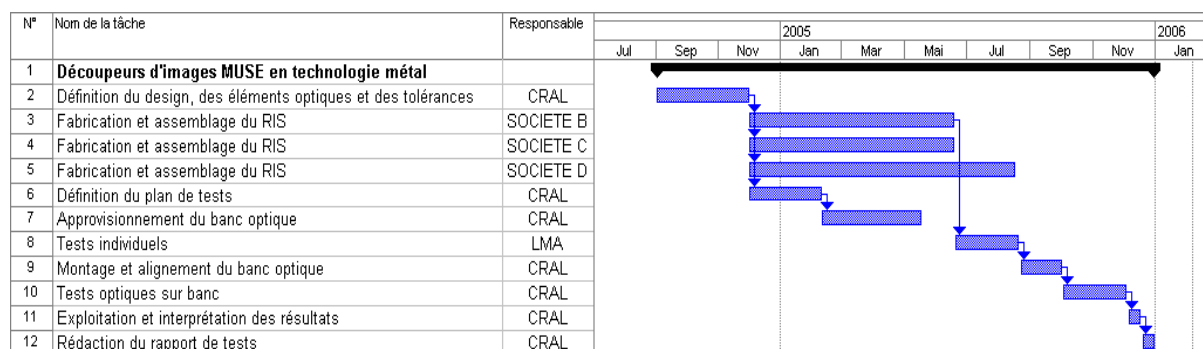 N° Nom de la tâche Responsable
2005 2006
Jul Sep Nov Jan Mar Mai Jul Sep Nov Jan
1 Découpeurs d'images MUSE en technologie métal
2 Définition du design, des éléments optiques et des tolérances CRAL
3 Fabrication et assemblage du RIS SOCIETE B
4 Fabrication et assemblage du RIS SOCIETE C
5 Fabrication et assemblage du RIS SOCIETE D
6 Définition du plan de tests CRAL
7 Approvisionnement du banc optique CRAL
8 Tests individuels LMA
9 Montage et alignement du banc optique CRAL
10 Tests optiques sur banc CRAL
11 Exploitation et interprétation des résultats CRAL
12 Rédaction du rapport de tests CRAL